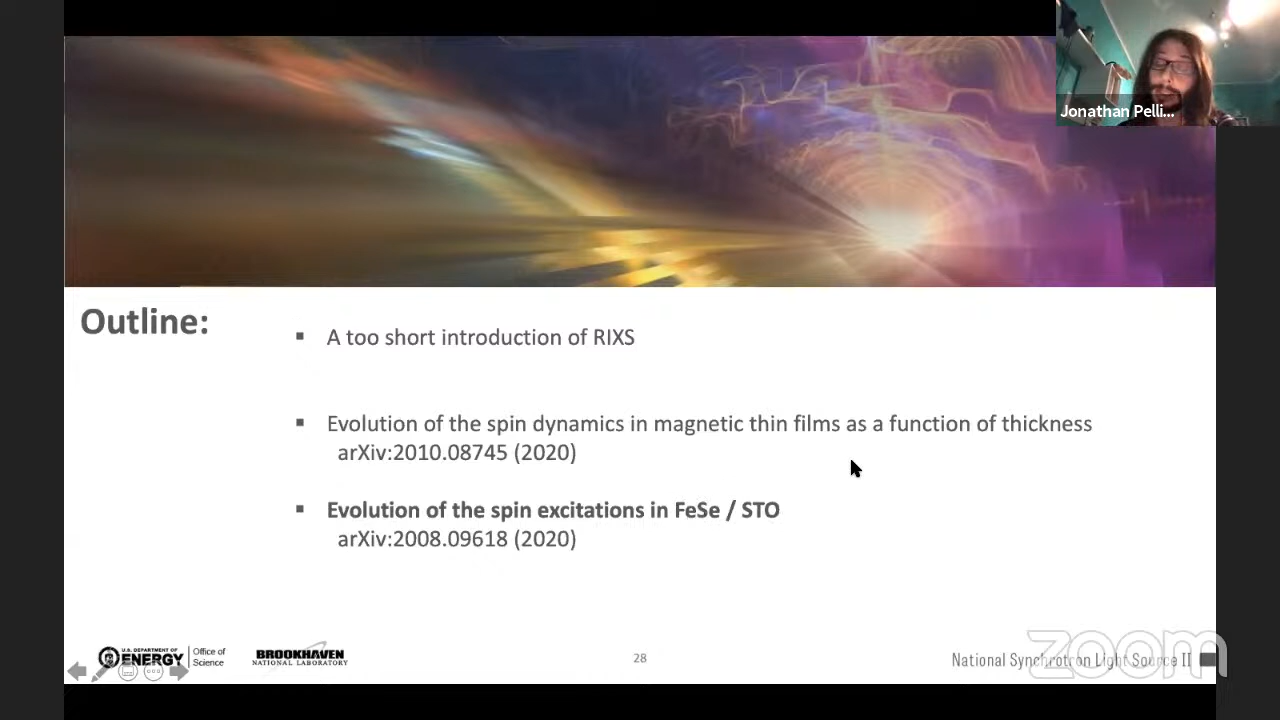 Jonathan Pelli...
Outline:
▪ A too short introduction of RIXS
▪ Evolution of the spin dynamics in magnetic thin films as a function of thickness
arXiv:2010.08745 (2020)
▪ Evolution of the spin excitations in FeSe / STO
arXiv:2008.09618 (2020)
U.S. DEPARTMENT OF
ENERGY
Office of
Science
BROOKHAVEN
NATIONAL LABORATORY
28
National Synchrotron Light Source II
zoom